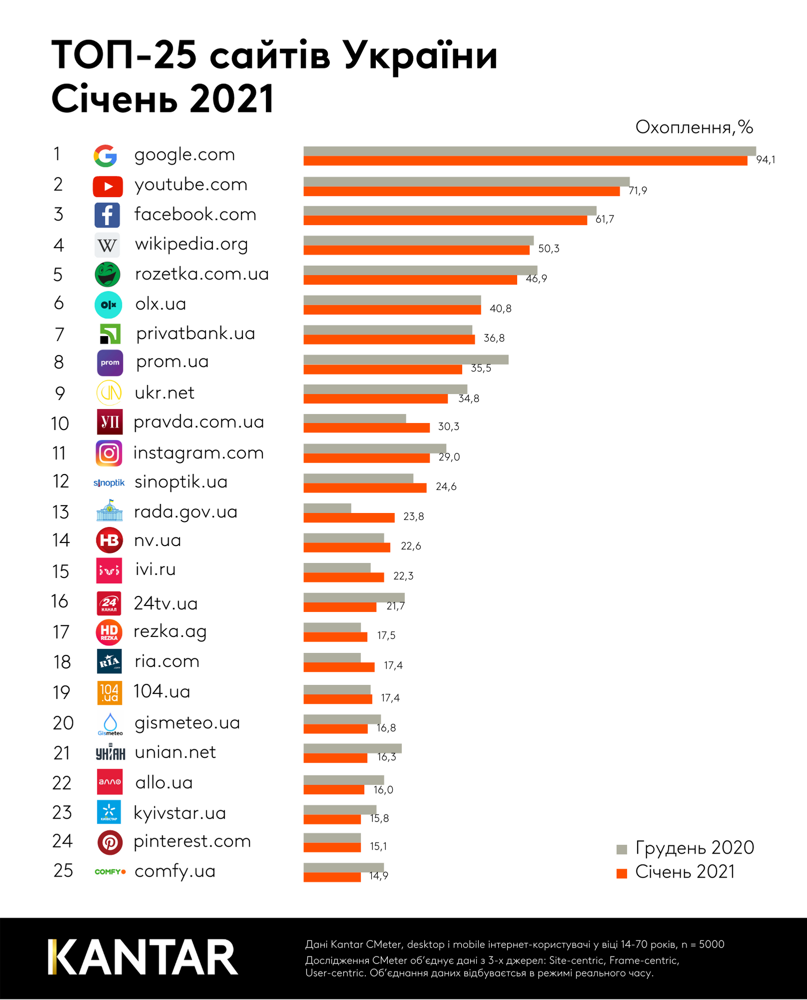 ТОП-25 сайтів України
Січень 2021
Охоплення,%
1 google.com 94,1
2 youtube.com 71,9
3 facebook.com 61,7
4 W wikipedia.org 50,3
5 rozetka.com.ua 46,9
6 olx olx.ua 40,8
7 privatbank.ua 36,8
8 prom prom.ua 35,5
9 ukr.net 34,8
10 УП pravda.com.ua 30,3
11 instagram.com 29,0
12 sinoptik sinoptik.ua 24,6
13 rada.gov.ua 23,8
14 НВ nv.ua 22,6
15 ivi ivi.ru 22,3
16 24 КАНАЛ 24tv.ua 21,7
17 HD REZKA rezka.ag 17,5
18 RIA .com ria.com 17,4
19 104 .ua 104.ua 17,4
20 Gismeteo gismeteo.ua 16,8
21 УНІАН unian.net 16,3
22 алло allo.ua 16,0
23 КИЇВСТАР kyivstar.ua 15,8
24 pinterest.com 15,1
25 COMFY comfy.ua 14,9
Грудень 2020
Січень 2021
KANTAR
Дані Kantar CMeter, desktop і mobile інтернет-користувачі у віці 14-70 років, n = 5000
Дослідження CMeter об’єднує дані з 3-х джерел: Site-centric, Frame-centric,
User-centric. Об’єднання даних відбуваєтсья в режимі реального часу.